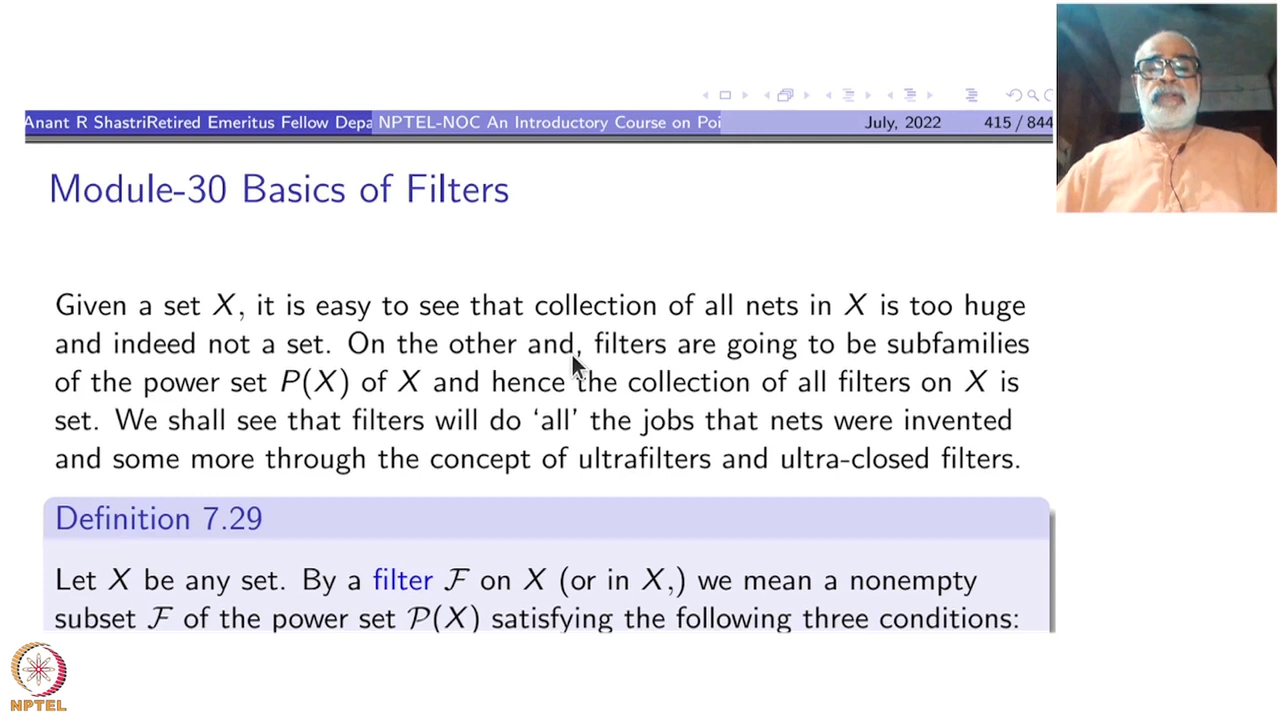 Anant R ShastriRetired Emeritus Fellow Depa NPTEL-NOC An Introductory Course on Poi July, 2022 415 / 844
Module-30 Basics of Filters
Given a set X, it is easy to see that collection of all nets in X is too huge
and indeed not a set. On the other and, filters are going to be subfamilies
of the power set P(X) of X and hence the collection of all filters on X is
set. We shall see that filters will do ‘all’ the jobs that nets were invented
and some more through the concept of ultrafilters and ultra-closed filters.
Definition 7.29
Let X be any set. By a filter ℱ on X (or in X,) we mean a nonempty
subset ℱ of the power set 𝒫(X) satisfying the following three conditions:
NPTEL